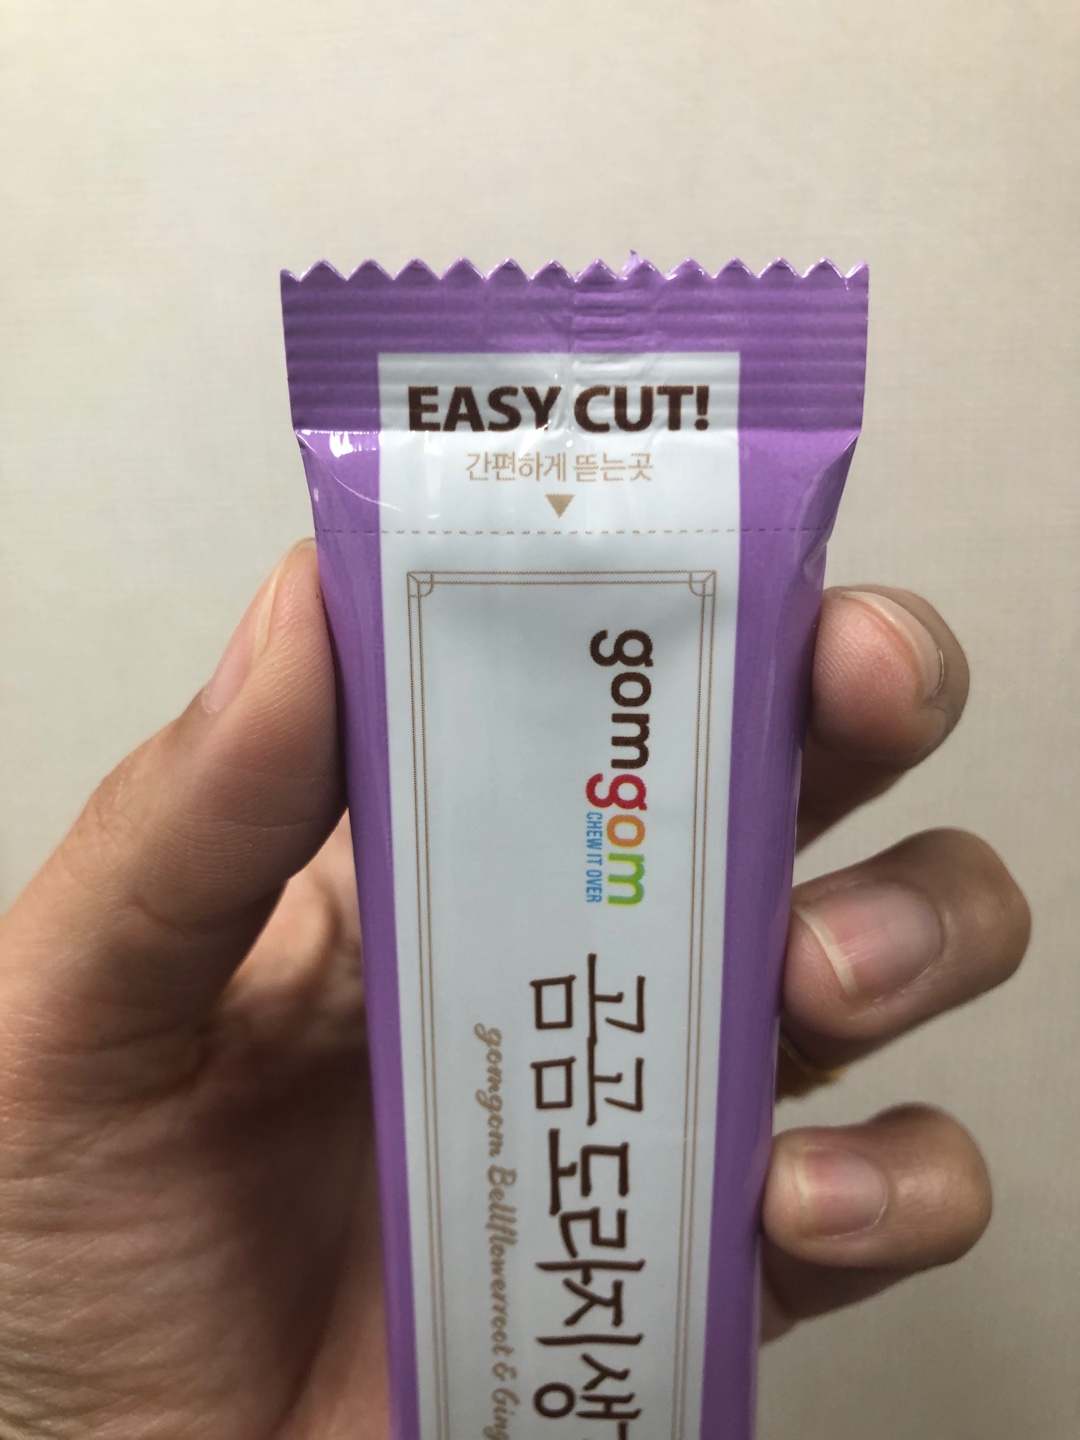 EASY CUT!
간편하게 뜯는곳
gomgom
CHEW IT OVER
곰곰도라지생
gomgom Bellflowerroot & Ging